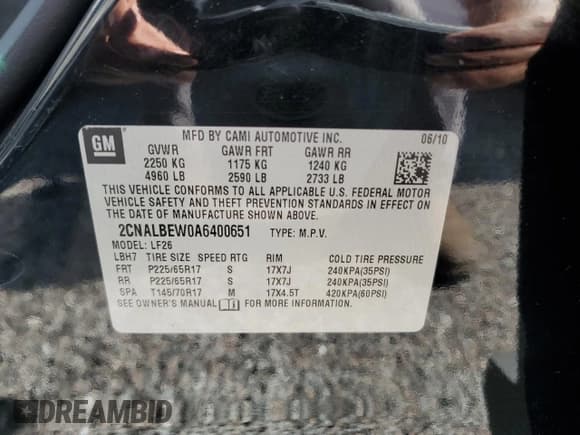 GM
MFD BY CAMI AUTOMOTIVE INC. 06/10
GVWR GAWR FRT GAWR RR
2250 KG 1175 KG 1240 KG
4960 LB 2590 LB 2733 LB
THIS VEHICLE CONFORMS TO ALL APPLICABLE U.S. FEDERAL MOTOR
VEHICLE SAFETY AND THEFT PREVENTION STANDARDS IN EFFECT ON
THE DATE OF MANUFACTURE SHOWN ABOVE.
2CNALBEW0A6400651 TYPE: M.P.V.
MODEL: LF26
LBH7 TIRE SIZE SPEED RTG RIM COLD TIRE PRESSURE
FRT P225/65R17 S 17X7J 240KPA(35PSI)
RR P225/65R17 S 17X7J 240KPA(35PSI)
SPA T145/70R17 M 17X4.5T 420KPA(60PSI)
SEE OWNER'S MANUAL FOR MORE INFORMATION.
DREAMBID